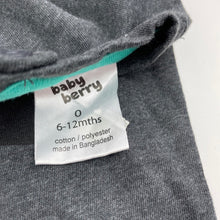 baby
berry
0
6-12mths
cotton / polyester
made in Bangladesh